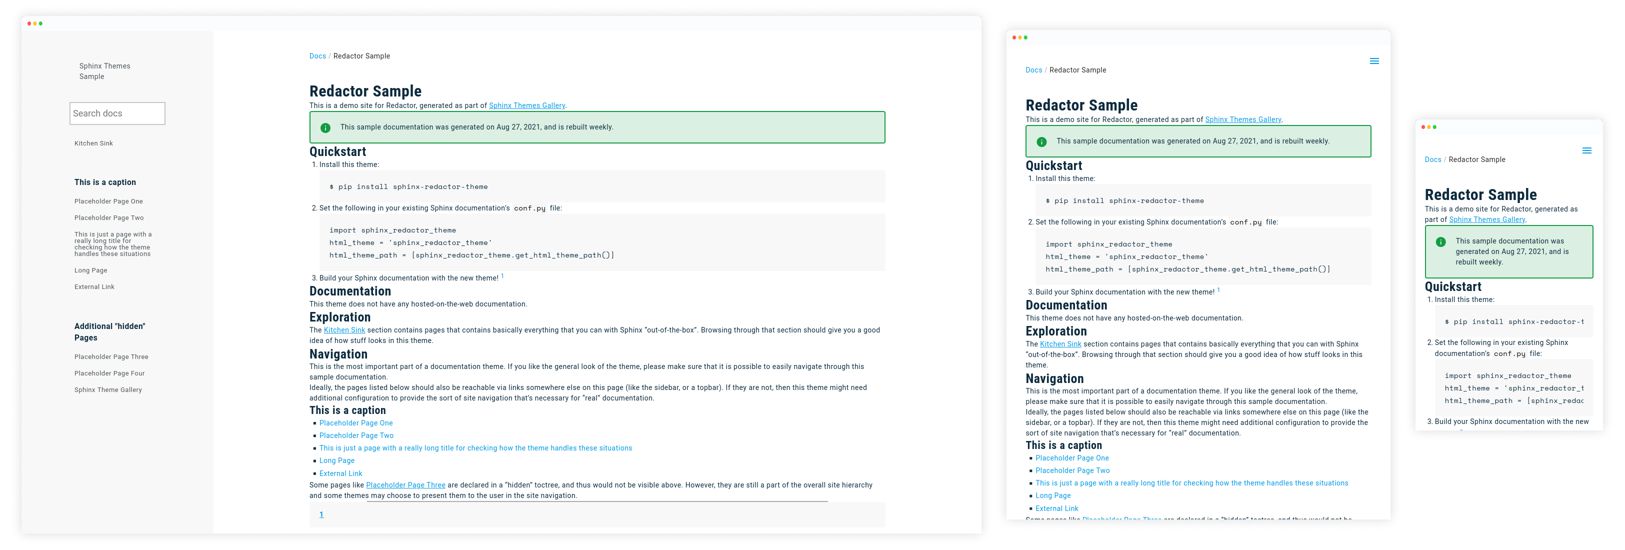 Sphinx Themes
Sample
Search docs
Kitchen Sink
This is a caption
Placeholder Page One
Placeholder Page Two
This is just a page with a
really long title for
checking how the theme
handles these situations
Long Page
External Link
Additional "hidden"
Pages
Placeholder Page Three
Placeholder Page Four
Sphinx Theme Gallery
Docs / Redactor Sample
Redactor Sample
This is a demo site for Redactor, generated as part of Sphinx Themes Gallery.
This sample documentation was generated on Aug 27, 2021, and is rebuilt weekly.
Quickstart
1. Install this theme:
$ pip install sphinx-redactor-theme
2. Set the following in your existing Sphinx documentation's conf.py file:
import sphinx_redactor_theme
html_theme = 'sphinx_redactor_theme'
html_theme_path = [sphinx_redactor_theme.get_html_theme_path()]
3. Build your Sphinx documentation with the new theme! 1
Documentation
This theme does not have any hosted-on-the-web documentation.
Exploration
The Kitchen Sink section contains pages that contains basically everything that you can with Sphinx "out-of-the-box". Browsing through that section should give you a good
idea of how stuff looks in this theme.
Navigation
This is the most important part of a documentation theme. If you like the general look of the theme, please make sure that it is possible to easily navigate through this
sample documentation.
Ideally, the pages listed below should also be reachable via links somewhere else on this page (like the sidebar, or a topbar). If they are not, then this theme might need
additional configuration to provide the sort of site navigation that's necessary for "real" documentation.
This is a caption
▪ Placeholder Page One
▪ Placeholder Page Two
▪ This is just a page with a really long title for checking how the theme handles these situations
▪ Long Page
▪ External Link
Some pages like Placeholder Page Three are declared in a "hidden" toctree, and thus would not be visible above. However, they are still a part of the overall site hierarchy
and some themes may choose to present them to the user in the site navigation.
1
Docs / Redactor Sample
Redactor Sample
This is a demo site for Redactor, generated as part of Sphinx Themes Gallery.
This sample documentation was generated on Aug 27, 2021, and is rebuilt weekly.
Quickstart
1. Install this theme:
$ pip install sphinx-redactor-theme
2. Set the following in your existing Sphinx documentation's conf.py file:
import sphinx_redactor_theme
html_theme = 'sphinx_redactor_theme'
html_theme_path = [sphinx_redactor_theme.get_html_theme_path()]
3. Build your Sphinx documentation with the new theme! 1
Documentation
This theme does not have any hosted-on-the-web documentation.
Exploration
The Kitchen Sink section contains pages that contains basically everything that you can with Sphinx
"out-of-the-box". Browsing through that section should give you a good idea of how stuff looks in this
theme.
Navigation
This is the most important part of a documentation theme. If you like the general look of the theme,
please make sure that it is possible to easily navigate through this sample documentation.
Ideally, the pages listed below should also be reachable via links somewhere else on this page (like the
sidebar, or a topbar). If they are not, then this theme might need additional configuration to provide the
sort of site navigation that's necessary for "real" documentation.
This is a caption
▪ Placeholder Page One
▪ Placeholder Page Two
▪ This is just a page with a really long title for checking how the theme handles these situations
▪ Long Page
▪ External Link
Some pages like Placeholder Page Three are declared in a "hidden" toctree, and thus would not be
Docs / Redactor Sample
Redactor Sample
This is a demo site for Redactor, generated as
part of Sphinx Themes Gallery.
This sample documentation was
generated on Aug 27, 2021, and is
rebuilt weekly.
Quickstart
1. Install this theme:
$ pip install sphinx-redactor-t
2. Set the following in your existing Sphinx
documentation's conf.py file:
import sphinx_redactor_theme
html_theme = 'sphinx_redactor_t
html_theme_path = [sphinx_redac
3. Build your Sphinx documentation with the new